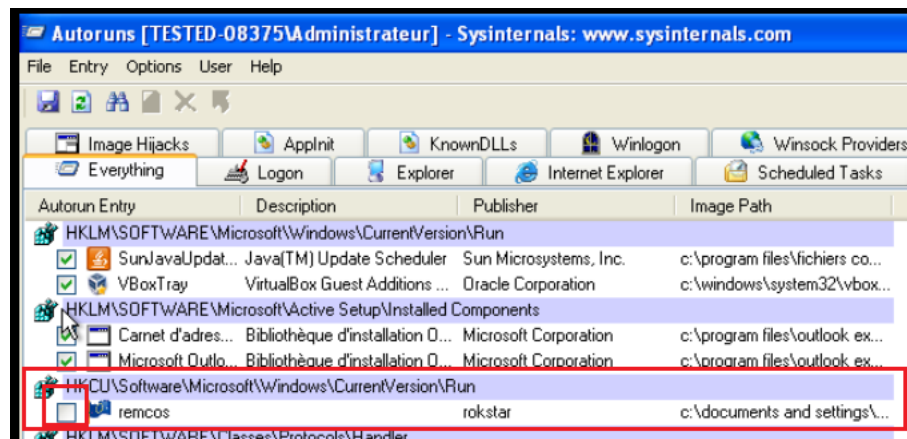 Autoruns [TESTED-08375\Administrateur] - Sysinternals: www.sysinternals.com
File Entry Options User Help
Image Hijacks AppInit KnownDLLs Winlogon Winsock Providers
Everything Logon Explorer Internet Explorer Scheduled Tasks
Autorun Entry Description Publisher Image Path
HKLM\SOFTWARE\Microsoft\Windows\CurrentVersion\Run
SunJavaUpdat... Java(TM) Update Scheduler Sun Microsystems, Inc. c:\program files\fichiers co...
VBoxTray VirtualBox Guest Additions ... Oracle Corporation c:\windows\system32\vbox...
HKLM\SOFTWARE\Microsoft\Active Setup\Installed Components
Carnet d'adres... Bibliothèque d'installation O... Microsoft Corporation c:\program files\outlook ex...
Microsoft Outlo... Bibliothèque d'installation O... Microsoft Corporation c:\program files\outlook ex...
HKCU\Software\Microsoft\Windows\CurrentVersion\Run
remcos rokstar c:\documents and settings\...
HKLM\SOFTWARE\Classes\Protocols\Handler